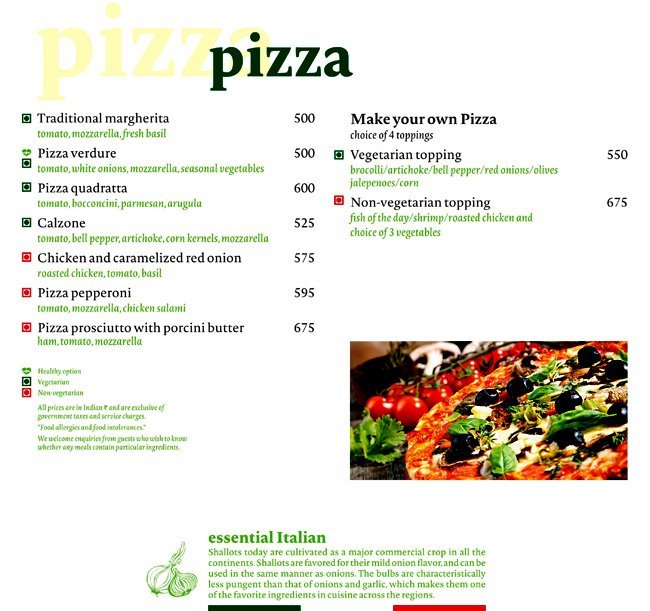 pizza
pizza
Traditional margherita 500
tomato, mozzarella, fresh basil
Pizza verdure 500
tomato, white onions, mozzarella, seasonal vegetables
Pizza quadratta 600
tomato, bocconcini, parmesan, arugula
Calzone 525
tomato, bell pepper, artichoke, corn kernels, mozzarella
Chicken and caramelized red onion 575
roasted chicken, tomato, basil
Pizza pepperoni 595
tomato, mozzarella, chicken salami
Pizza prosciutto with porcini butter 675
ham, tomato, mozzarella
Healthy option
Vegetarian
Non-vegetarian
All prices are in Indian ₹ and are exclusive of
government taxes and service charges.
"Food allergies and food intolerances."
We welcome enquiries from guests who wish to know
whether any meals contain particular ingredients.
Make your own Pizza
choice of 4 toppings
Vegetarian topping 550
brocolli/artichoke/bell pepper/red onions/olives
jalepenoes/corn
Non-vegetarian topping 675
fish of the day/shrimp/roasted chicken and
choice of 3 vegetables
essential Italian
Shallots today are cultivated as a major commercial crop in all the
continents. Shallots are favored for their mild onion flavor, and can be
used in the same manner as onions. The bulbs are characteristically
less pungent than that of onions and garlic, which makes them one
of the favorite ingredients in cuisine across the regions.